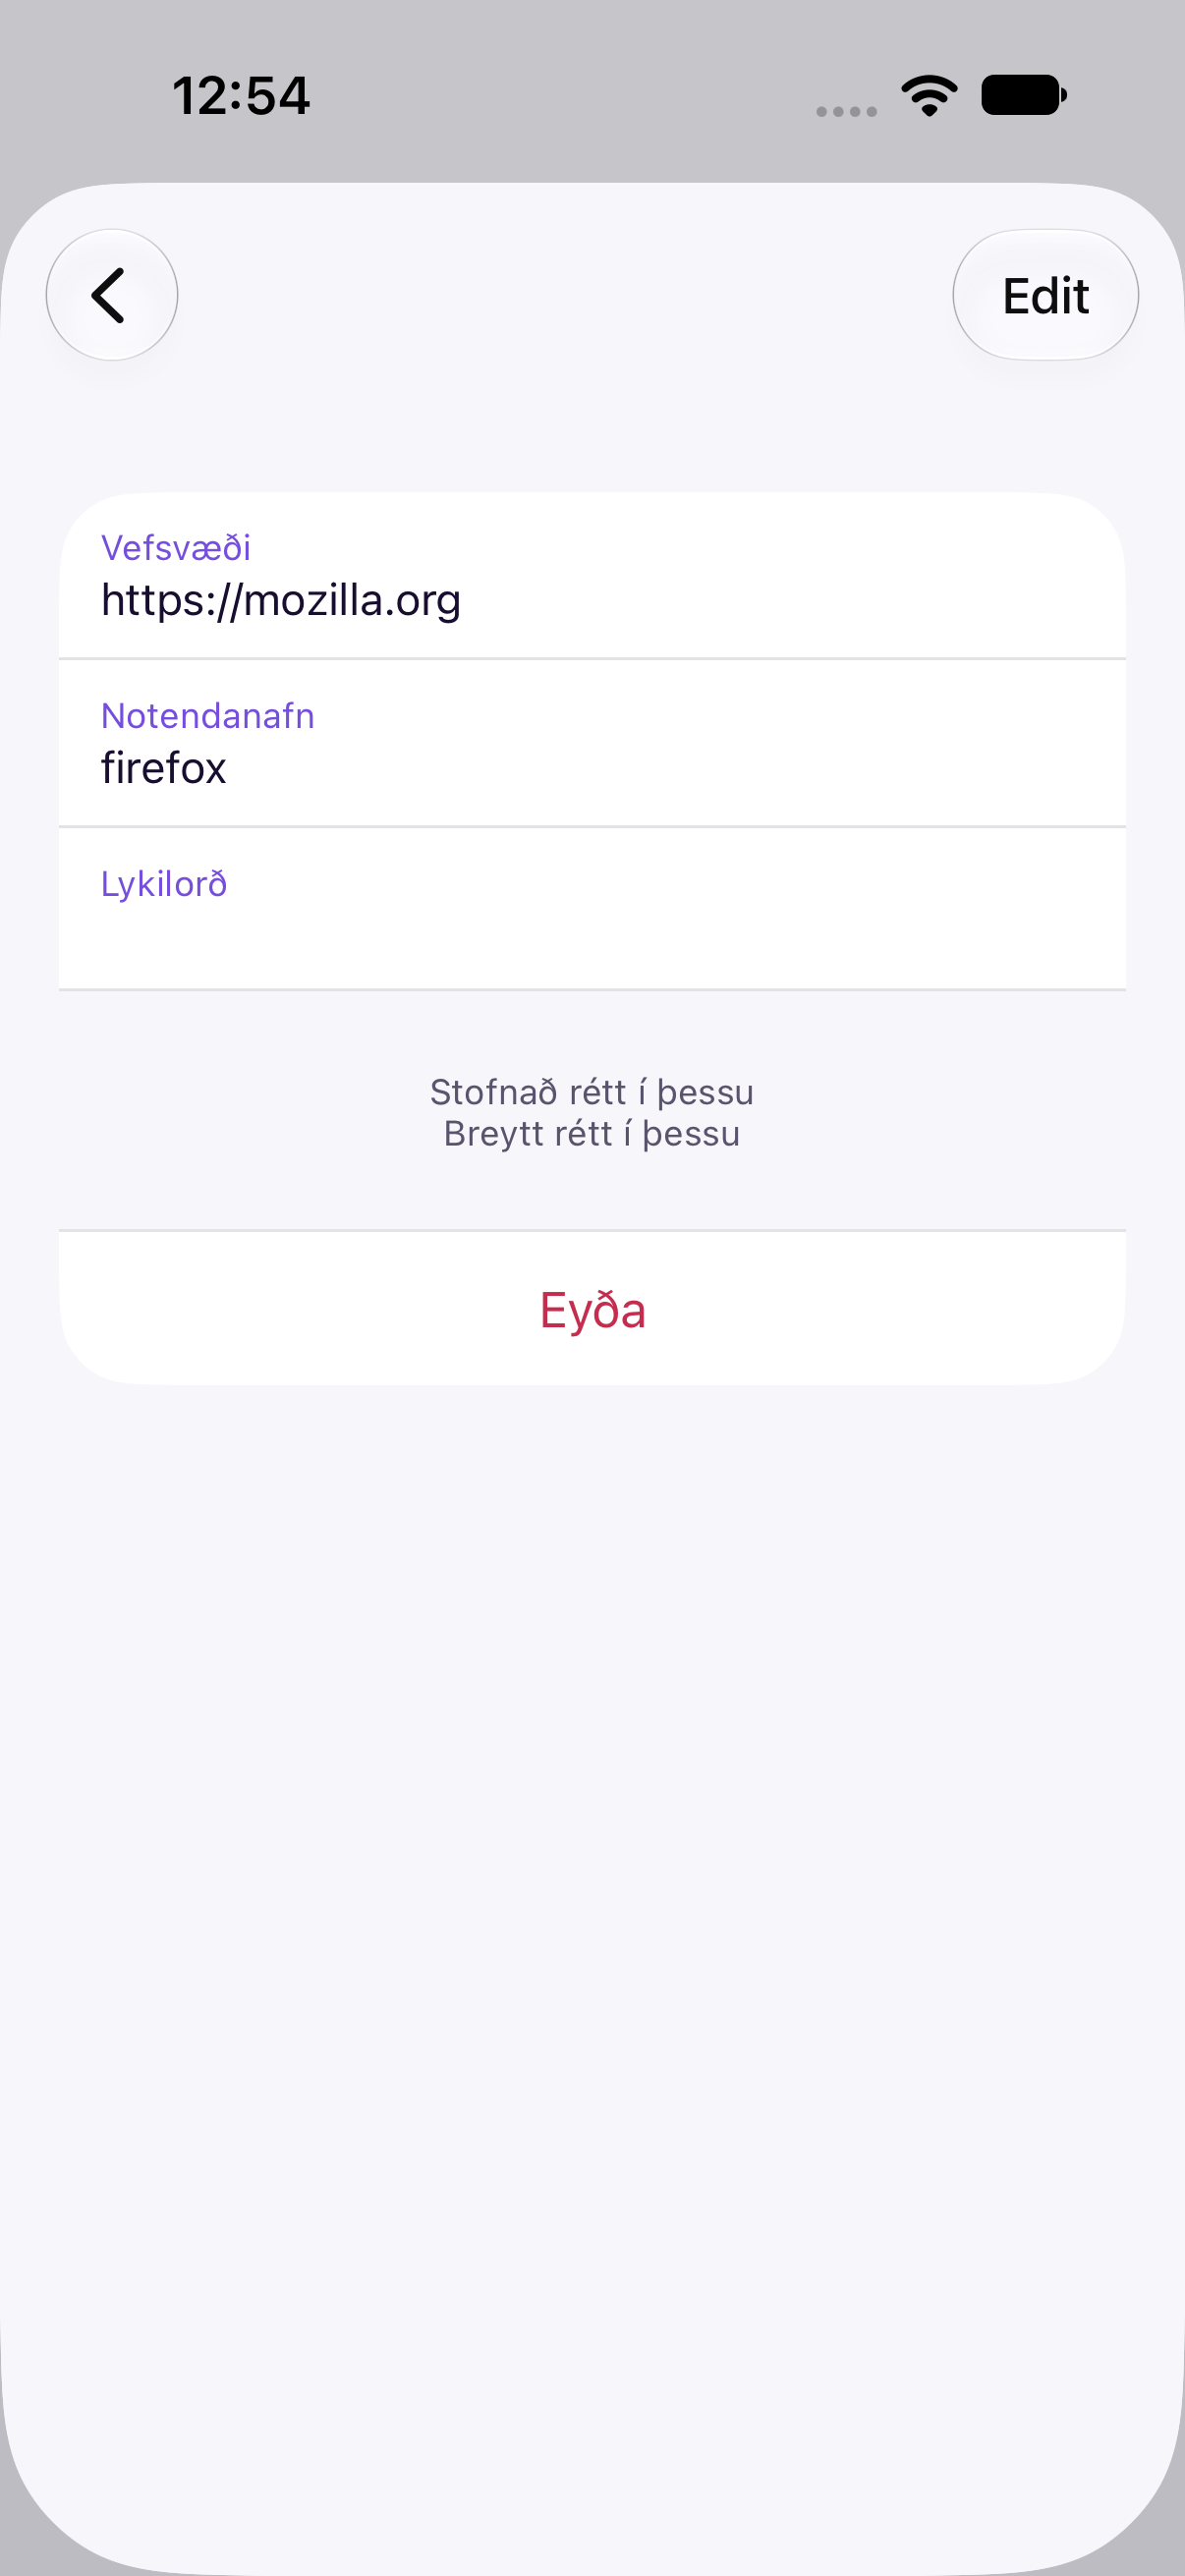 12:54
Edit
Vefsvæði
https://mozilla.org
Notendanafn
firefox
Lykilorð
Stofnað rétt í þessu
Breytt rétt í þessu
Eyða